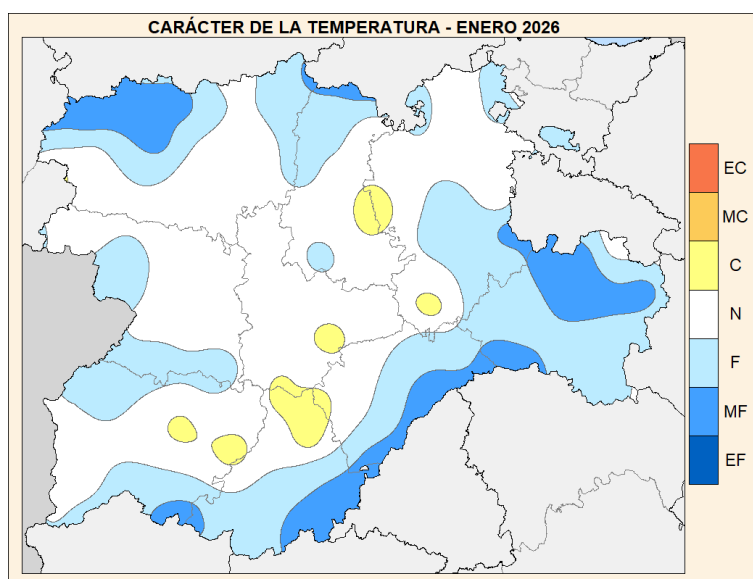 CARÁCTER DE LA TEMPERATURA - ENERO 2026
EC
MC
C
N
F
MF
EF